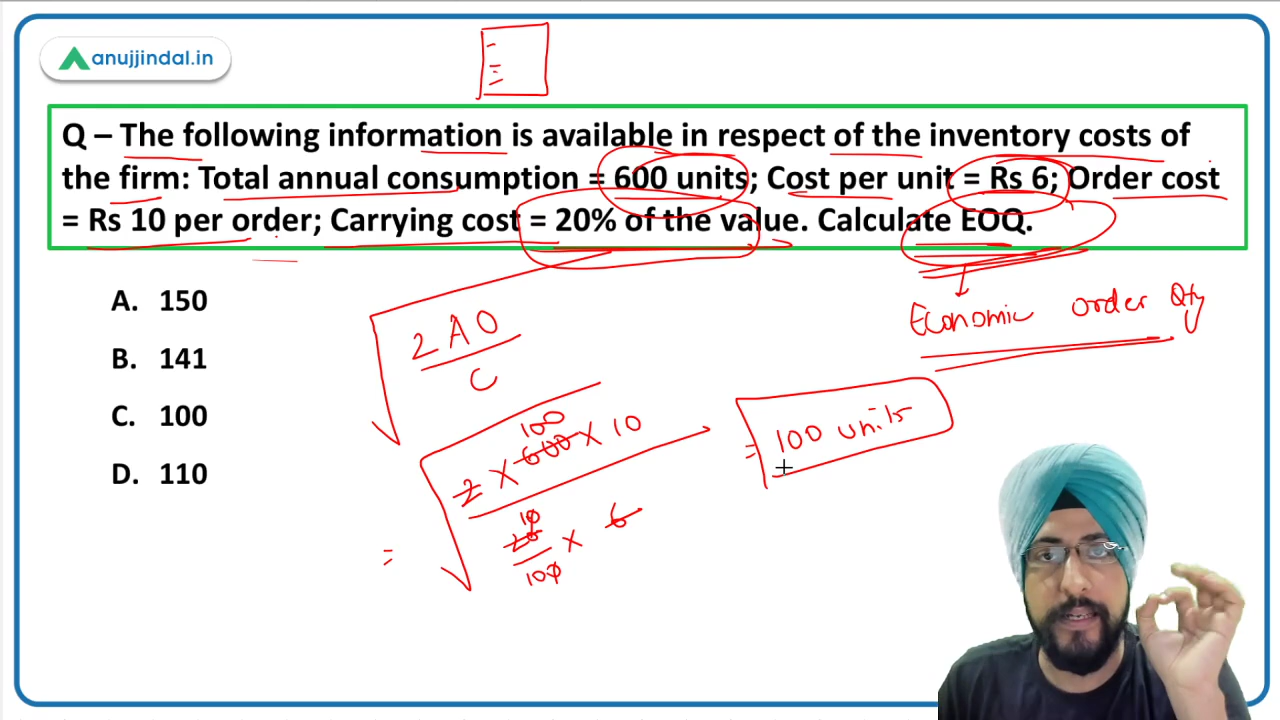 anujjindal.in
Q – The following information is available in respect of the inventory costs of
the firm: Total annual consumption = 600 units; Cost per unit = Rs 6; Order cost
= Rs 10 per order; Carrying cost = 20% of the value. Calculate EOQ.
A. 150
B. 141
C. 100
D. 110
Economic order Qty
2AO
C
100
2 × 600 × 10
10
20 × 6
100
= 100 units
=